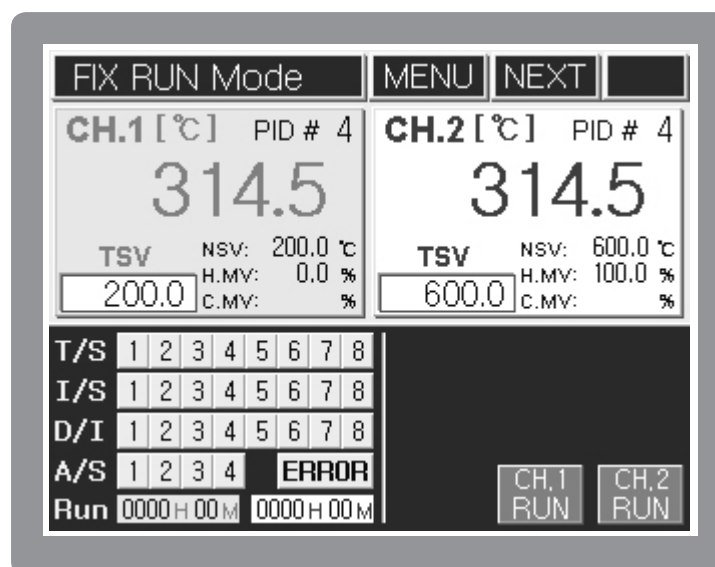 FIX RUN Mode MENU NEXT
CH.1 [℃] PID # 4
314.5
TSV NSV: 200.0 ℃
H.MV: 0.0 %
200.0 C.MV: %
CH.2 [℃] PID # 4
314.5
TSV NSV: 600.0 ℃
H.MV: 100.0 %
600.0 C.MV: %
T/S 1 2 3 4 5 6 7 8
I/S 1 2 3 4 5 6 7 8
D/I 1 2 3 4 5 6 7 8
A/S 1 2 3 4 ERROR
Run 0000 H 00 M 0000 H 00 M
CH,1 RUN
CH,2 RUN